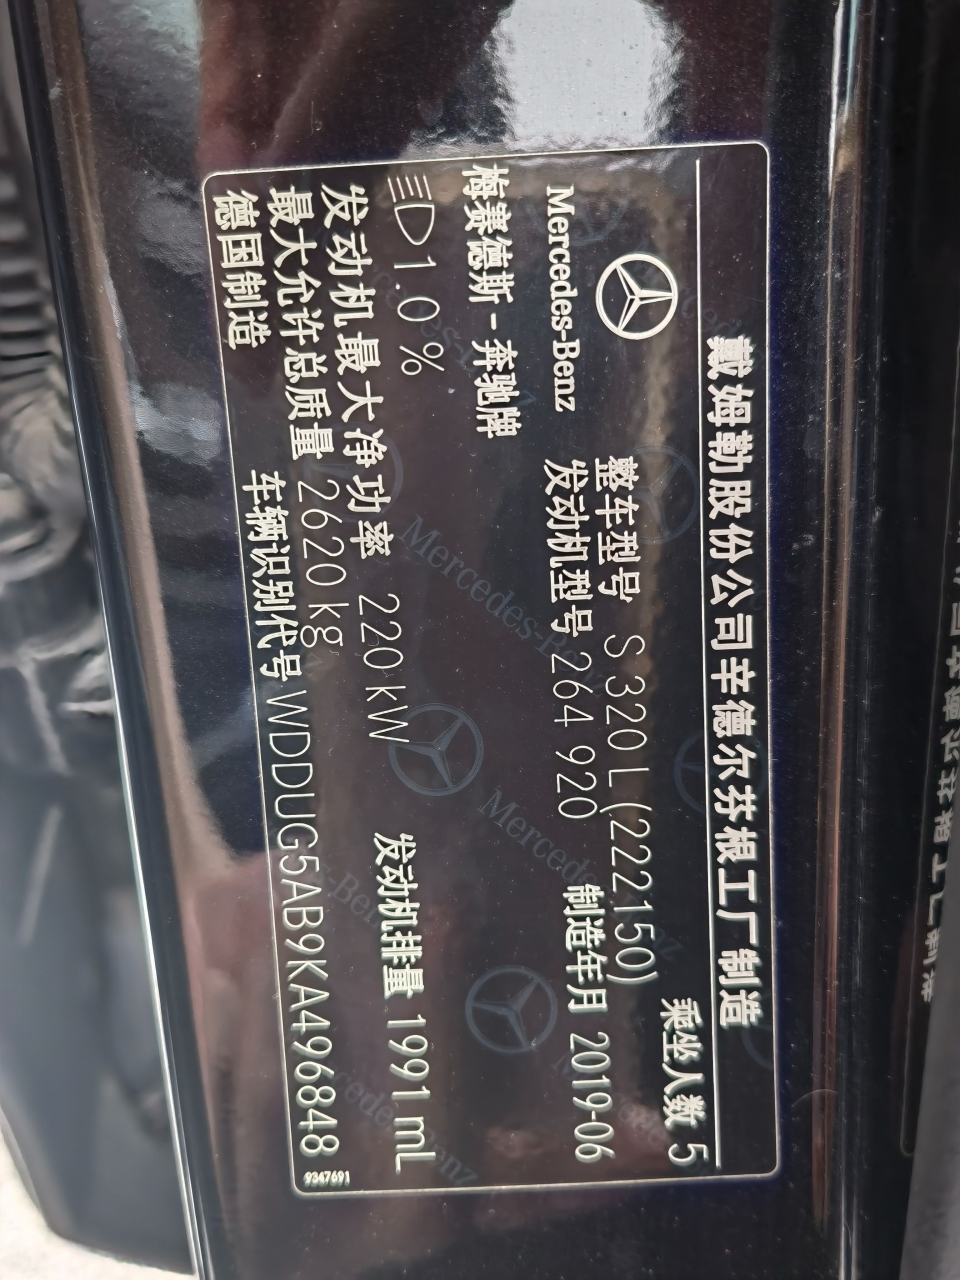 戴姆勒股份公司辛德尔芬根工厂制造
乘坐人数 5
Mercedes-Benz
整车型号 S 320 L (222150)
发动机型号 264 920
制造年月 2019-06
梅赛德斯-奔驰牌
1.0%
发动机最大净功率 220 kW
发动机排量 1991 mL
最大允许总质量 2620 kg
德国制造
车辆识别代号 WDDUG5AB9KA496848
9347691